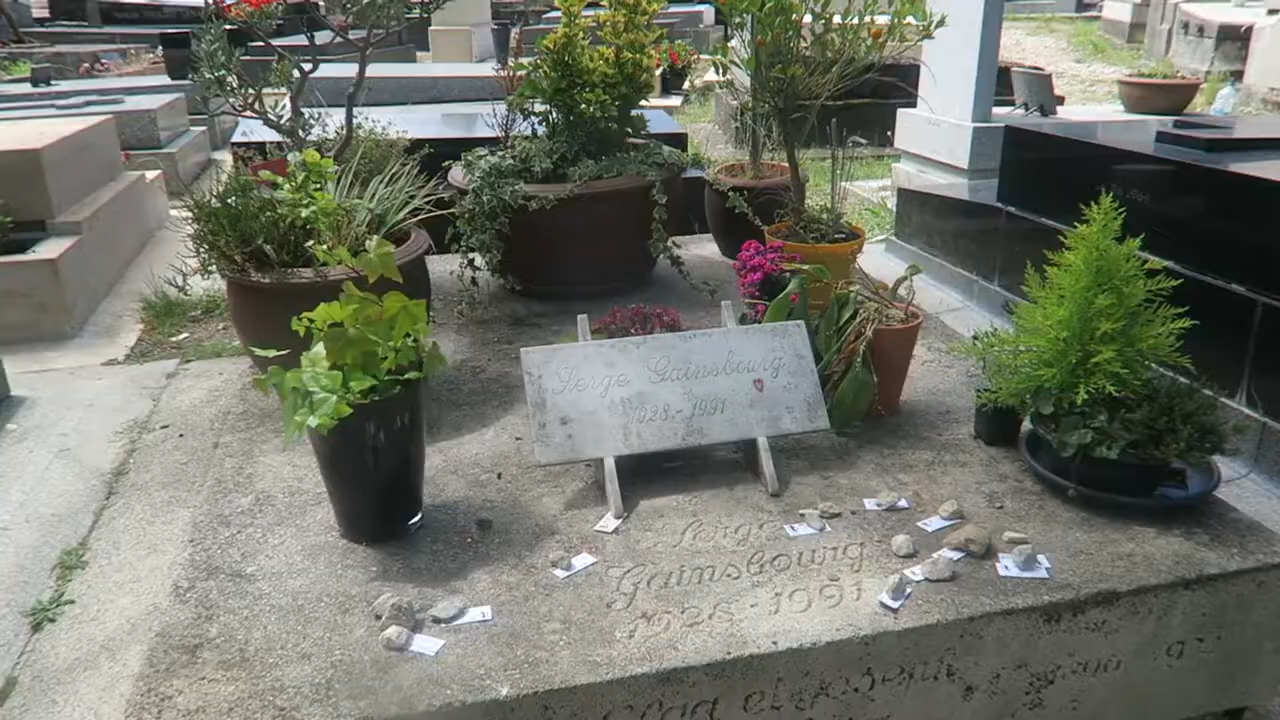 Serge Gainsbourg
1928 - 1991
Serge
Gainsbourg
1928 - 1991